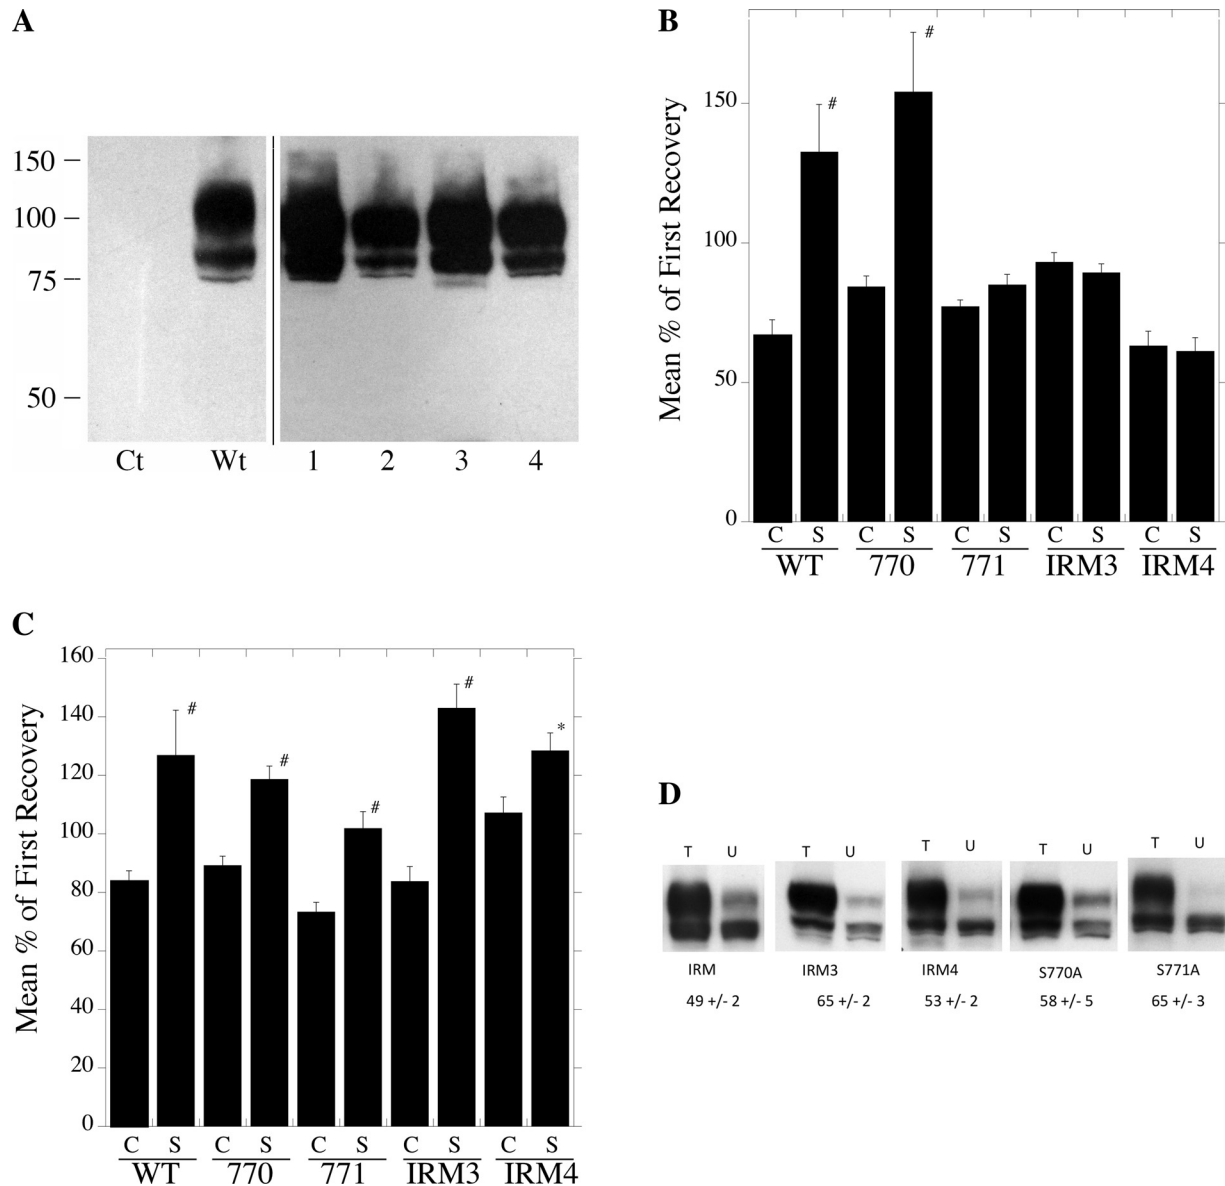 A
150
100
75
50
Ct Wt 1 2 3 4
B
Mean % of First Recovery
150
100
50
0
# #
C S C S C S C S C S
WT 770 771 IRM3 IRM4
C
Mean % of First Recovery
160
140
120
100
80
60
40
20
0
# # # # *
C S C S C S C S C S
WT 770 771 IRM3 IRM4
D
T U T U T U T U T U
IRM IRM3 IRM4 S770A S771A
49 +/- 2 65 +/- 2 53 +/- 2 58 +/- 5 65 +/- 3